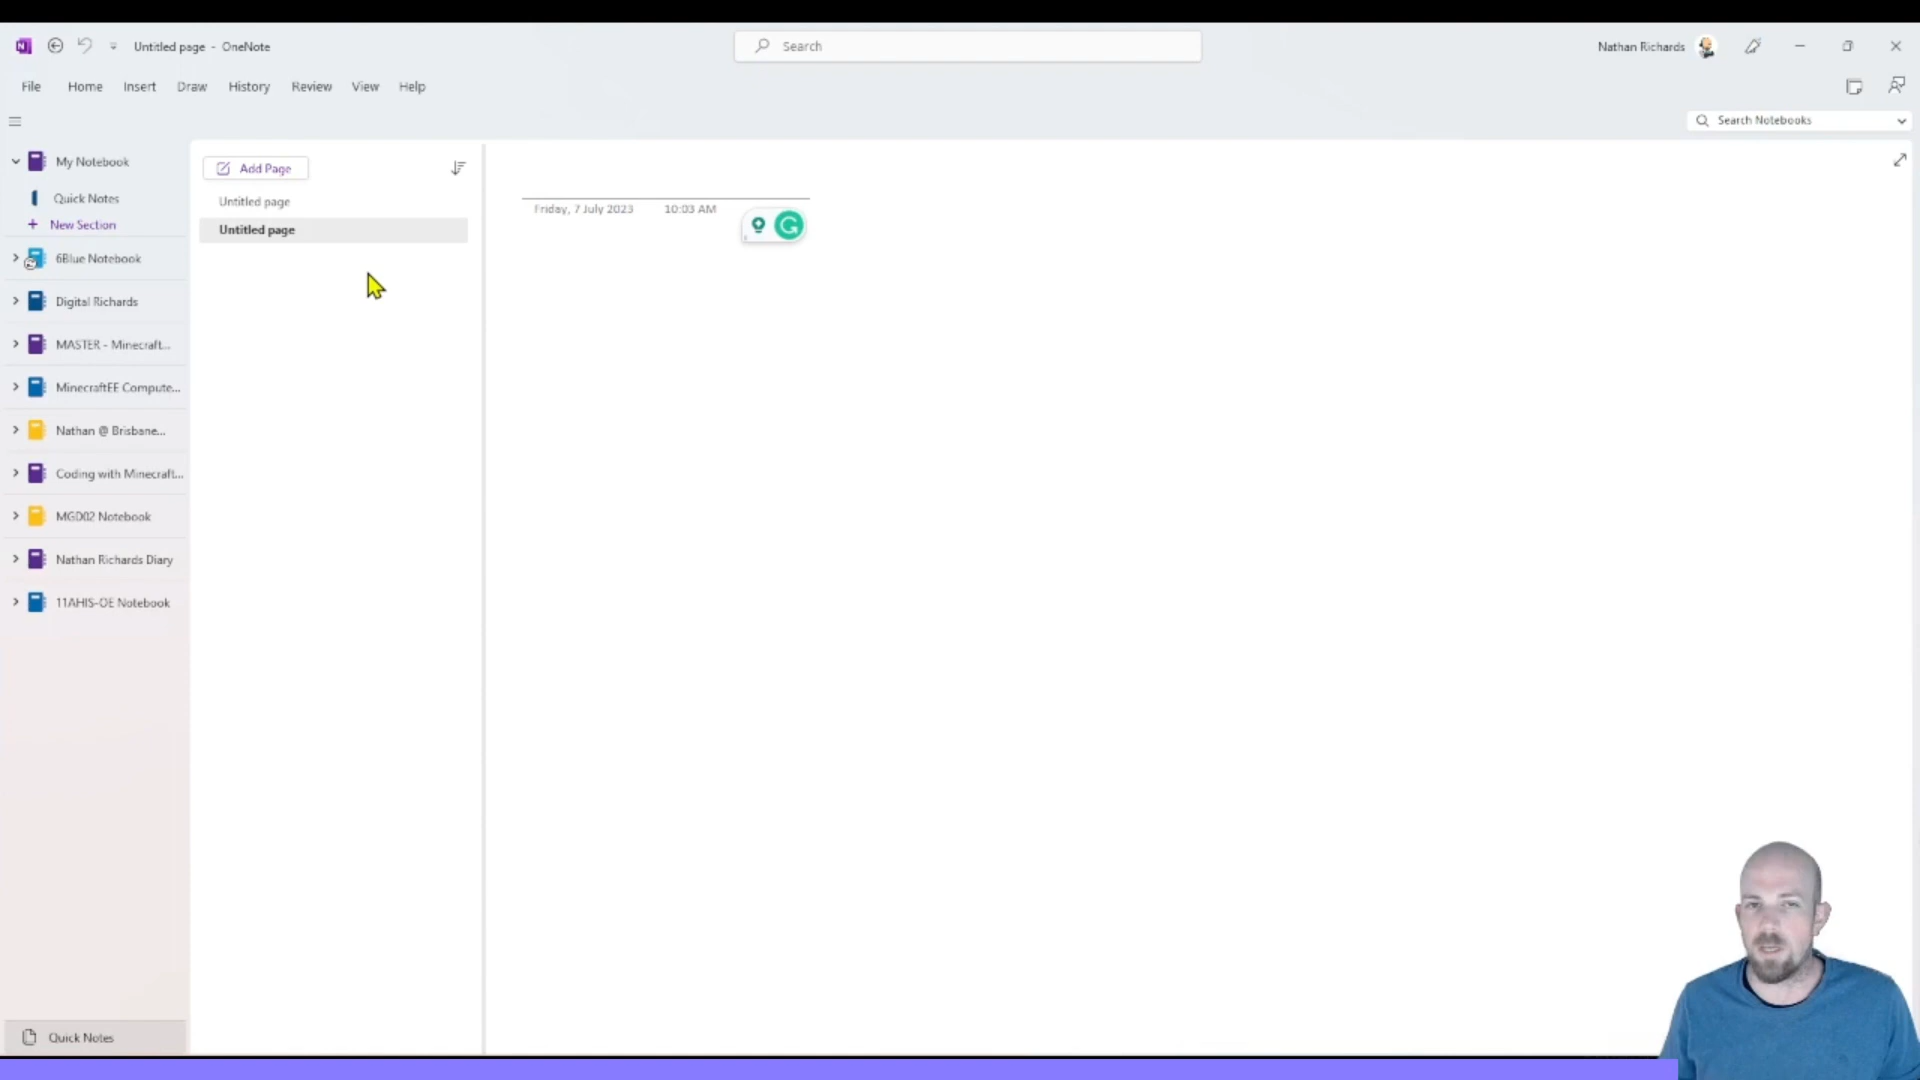 Untitled page - OneNote
Search
Nathan Richards
File Home Insert Draw History Review View Help
Search Notebooks
My Notebook
Quick Notes
New Section
6Blue Notebook
Digital Richards
MASTER - Minecraft...
MinecraftEE Compute...
Nathan @ Brisbane...
Coding with Minecraft...
MGD02 Notebook
Nathan Richards Diary
11AHIS-OE Notebook
Quick Notes
Add Page
Untitled page
Untitled page
Friday, 7 July 2023 10:03 AM